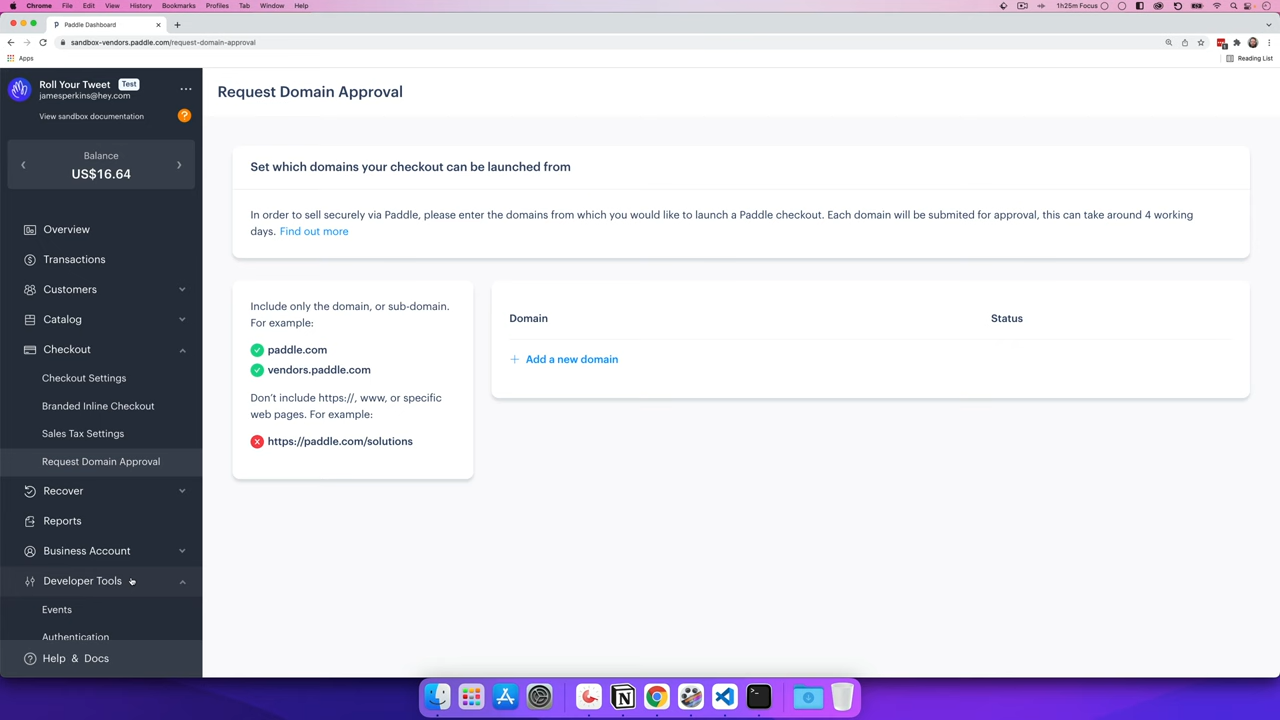 Chrome File Edit View History Bookmarks Profiles Tab Window Help 1h25m Focus
Paddle Dashboard
sandbox-vendors.paddle.com/request-domain-approval
Apps Reading List
Roll Your Tweet Test
jamesperkins@hey.com
View sandbox documentation ?
Balance
US$16.64
Overview
Transactions
Customers
Catalog
Checkout
Checkout Settings
Branded Inline Checkout
Sales Tax Settings
Request Domain Approval
Recover
Reports
Business Account
Developer Tools
Events
Authentication
Help & Docs
Request Domain Approval
Set which domains your checkout can be launched from
In order to sell securely via Paddle, please enter the domains from which you would like to launch a Paddle checkout. Each domain will be submited for approval, this can take around 4 working
days. Find out more
Include only the domain, or sub-domain.
For example:
paddle.com
vendors.paddle.com
Don't include https://, www, or specific
web pages. For example:
https://paddle.com/solutions
Domain Status
+ Add a new domain